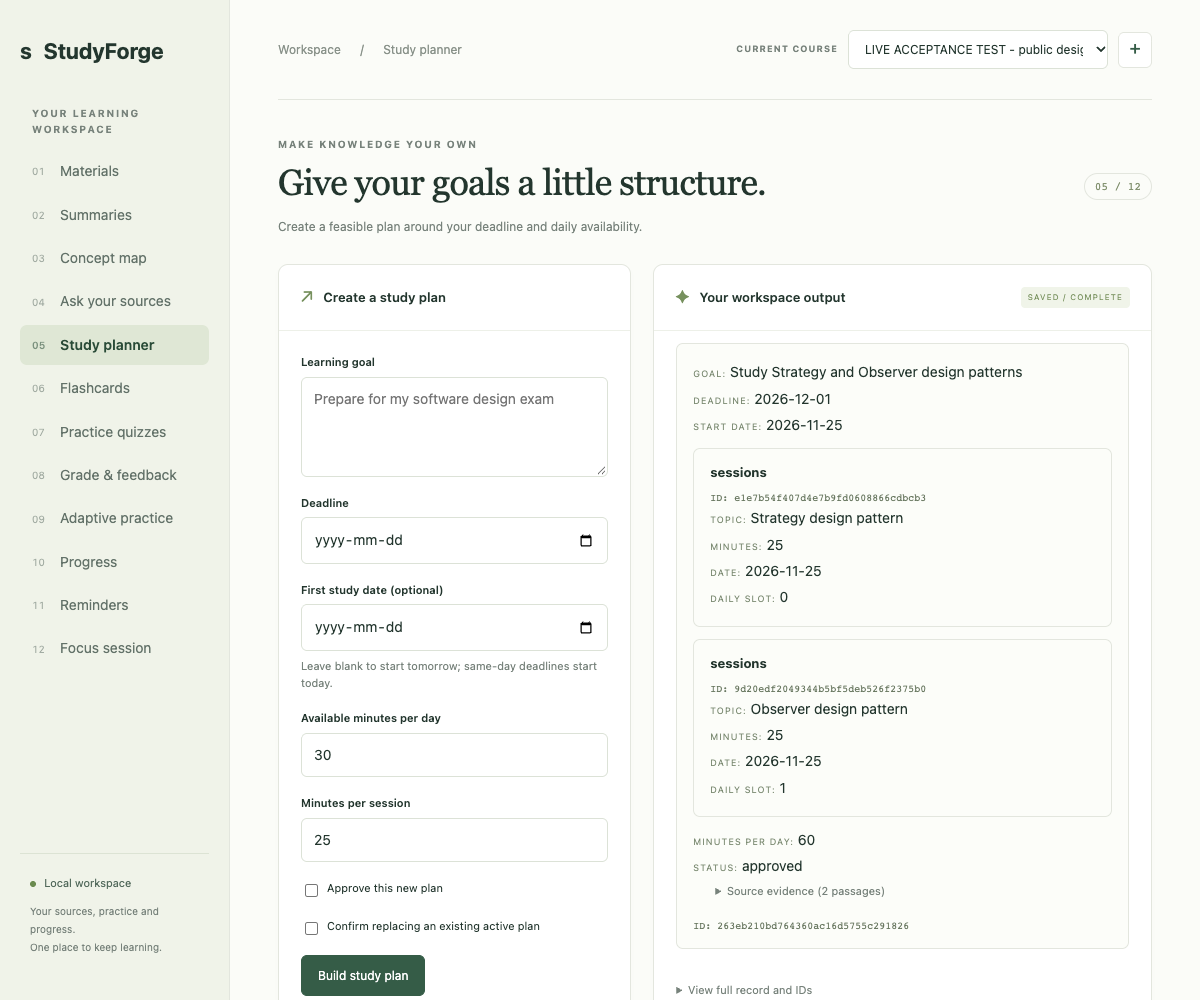 s StudyForge
YOUR LEARNING
WORKSPACE
01 Materials
02 Summaries
03 Concept map
04 Ask your sources
05 Study planner
06 Flashcards
07 Practice quizzes
08 Grade & feedback
09 Adaptive practice
10 Progress
11 Reminders
12 Focus session
Local workspace
Your sources, practice and
progress.
One place to keep learning.
Workspace / Study planner
CURRENT COURSE
LIVE ACCEPTANCE TEST - public desig
+
MAKE KNOWLEDGE YOUR OWN
Give your goals a little structure.
05 / 12
Create a feasible plan around your deadline and daily availability.
Create a study plan
Learning goal
Prepare for my software design exam
Deadline
yyyy-mm-dd
First study date (optional)
yyyy-mm-dd
Leave blank to start tomorrow; same-day deadlines start
today.
Available minutes per day
30
Minutes per session
25
Approve this new plan
Confirm replacing an existing active plan
Build study plan
Your workspace output
SAVED / COMPLETE
GOAL: Study Strategy and Observer design patterns
DEADLINE: 2026-12-01
START DATE: 2026-11-25
sessions
ID: e1e7b54f407d4e7b9fd0608866cdbcb3
TOPIC: Strategy design pattern
MINUTES: 25
DATE: 2026-11-25
DAILY SLOT: 0
sessions
ID: 9d20edf2049344b5bf5deb526f2375b0
TOPIC: Observer design pattern
MINUTES: 25
DATE: 2026-11-25
DAILY SLOT: 1
MINUTES PER DAY: 60
STATUS: approved
Source evidence (2 passages)
ID: 263eb210bd764360ac16d5755c291826
View full record and IDs